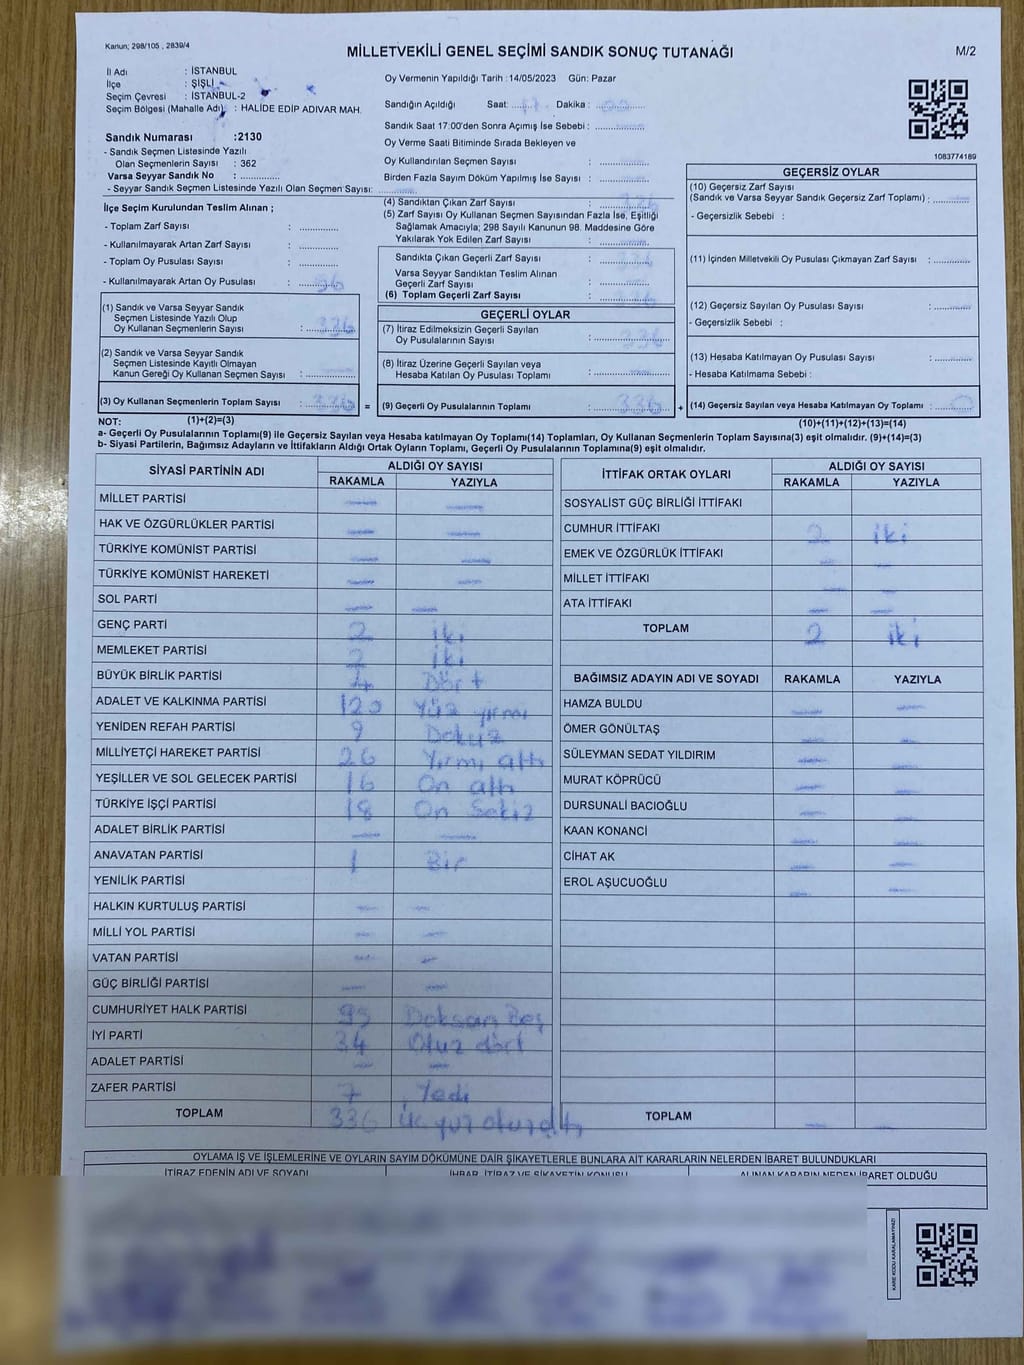 Kanun; 298/105 , 2839/4
MİLLETVEKİLİ GENEL SEÇİMİ SANDIK SONUÇ TUTANAĞI
M/2
İl Adı : İSTANBUL
İlçe : ŞİŞLİ
Seçim Çevresi : İSTANBUL-2
Seçim Bölgesi (Mahalle Adı) : HALİDE EDİP ADIVAR MAH.
Sandık Numarası :2130
- Sandık Seçmen Listesinde Yazılı
Olan Seçmenlerin Sayısı : 362
Varsa Seyyar Sandık No :
- Seyyar Sandık Seçmen Listesinde Yazılı Olan Seçmen Sayısı:
Oy Vermenin Yapıldığı Tarih :14/05/2023 Gün: Pazar
Sandığın Açıldığı Saat: 17 Dakika : 00
Sandık Saat 17:00'den Sonra Açımış İse Sebebi :
Oy Verme Saati Bitiminde Sırada Bekleyen ve
Oy Kullandırılan Seçmen Sayısı :
Birden Fazla Sayım Döküm Yapılmış İse Sayısı :
1083774189
İlçe Seçim Kurulundan Teslim Alınan ;
- Toplam Zarf Sayısı :
- Kullanılmayarak Artan Zarf Sayısı :
- Toplam Oy Pusulası Sayısı :
- Kullanılmayarak Artan Oy Pusulası : 26
(4) Sandıktan Çıkan Zarf Sayısı : 336
(5) Zarf Sayısı Oy Kullanan Seçmen Sayısından Fazla İse, Eşitliği
Sağlamak Amacıyla; 298 Sayılı Kanunun 98. Maddesine Göre
Yakılarak Yok Edilen Zarf Sayısı :
Sandıkta Çıkan Geçerli Zarf Sayısı : 336
Varsa Seyyar Sandıktan Teslim Alınan
Geçerli Zarf Sayısı :
(6) Toplam Geçerli Zarf Sayısı : 336
GEÇERSİZ OYLAR
(10) Geçersiz Zarf Sayısı
(Sandık ve Varsa Seyyar Sandık Geçersiz Zarf Toplamı) :
- Geçersizlik Sebebi :
(11) İçinden Milletvekili Oy Pusulası Çıkmayan Zarf Sayısı :
(12) Geçersiz Sayılan Oy Pusulası Sayısı :
- Geçersizlik Sebebi :
(13) Hesaba Katılmayan Oy Pusulası Sayısı :
- Hesaba Katılmama Sebebi :
(1) Sandık ve Varsa Seyyar Sandık
Seçmen Listesinde Yazılı Olup
Oy Kullanan Seçmenlerin Sayısı : 336
(2) Sandık ve Varsa Seyyar Sandık
Seçmen Listesinde Kayıtlı Olmayan
Kanun Gereği Oy Kullanan Seçmen Sayısı :
GEÇERLİ OYLAR
(7) İtiraz Edilmeksizin Geçerli Sayılan
Oy Pusulalarının Sayısı : 336
(8) İtiraz Üzerine Geçerli Sayılan veya
Hesaba Katılan Oy Pusulası Toplamı :
(3) Oy Kullanan Seçmenlerin Toplam Sayısı : 336 = (9) Geçerli Oy Pusulalarının Toplamı : 336 + (14) Geçersiz Sayılan veya Hesaba Katılmayan Oy Toplamı : 0
NOT: (1)+(2)=(3) (10)+(11)+(12)+(13)=(14)
a- Geçerli Oy Pusulalarının Toplamı(9) ile Geçersiz Sayılan veya Hesaba katılmayan Oy Toplamı(14) Toplamları, Oy Kullanan Seçmenlerin Toplam Sayısına(3) eşit olmalıdır. (9)+(14)=(3)
b- Siyasi Partilerin, Bağımsız Adayların ve İttifakların Aldığı Ortak Oyların Toplamı, Geçerli Oy Pusulalarının Toplamına(9) eşit olmalıdır.
SİYASİ PARTİNİN ADI ALDIĞI OY SAYISI
RAKAMLA YAZIYLA
MİLLET PARTİSİ
HAK VE ÖZGÜRLÜKLER PARTİSİ
TÜRKİYE KOMÜNİST PARTİSİ
TÜRKİYE KOMÜNİST HAREKETİ
SOL PARTİ
GENÇ PARTİ 2 iki
MEMLEKET PARTİSİ 2 iki
BÜYÜK BİRLİK PARTİSİ 4 Dört
ADALET VE KALKINMA PARTİSİ 120 Yüz yirmi
YENİDEN REFAH PARTİSİ 9 Dokuz
MİLLİYETÇİ HAREKET PARTİSİ 26 Yirmi altı
YEŞİLLER VE SOL GELECEK PARTİSİ 16 On altı
TÜRKİYE İŞÇİ PARTİSİ 18 On Sekiz
ADALET BİRLİK PARTİSİ
ANAVATAN PARTİSİ 1 Bir
YENİLİK PARTİSİ
HALKIN KURTULUŞ PARTİSİ
MİLLİ YOL PARTİSİ
VATAN PARTİSİ
GÜÇ BİRLİĞİ PARTİSİ
CUMHURİYET HALK PARTİSİ 95 Doksan Beş
İYİ PARTİ 34 Otuz dört
ADALET PARTİSİ
ZAFER PARTİSİ 7 Yedi
TOPLAM 336
İTTİFAK ORTAK OYLARI ALDIĞI OY SAYISI
RAKAMLA YAZIYLA
SOSYALİST GÜÇ BİRLİĞİ İTTİFAKI
CUMHUR İTTİFAKI 2 iki
EMEK VE ÖZGÜRLÜK İTTİFAKI
MİLLET İTTİFAKI
ATA İTTİFAKI
TOPLAM 2 iki
BAĞIMSIZ ADAYIN ADI VE SOYADI RAKAMLA YAZIYLA
HAMZA BULDU
ÖMER GÖNÜLTAŞ
SÜLEYMAN SEDAT YILDIRIM
MURAT KÖPRÜCÜ
DURSUNALİ BACIOĞLU
KAAN KONANCİ
CİHAT AK
EROL AŞUCUOĞLU
TOPLAM
OYLAMA İŞ VE İŞLEMLERİNE VE OYLARIN SAYIM DÖKÜMÜNE DAİR ŞİKAYETLERLE BUNLARA AİT KARARLARIN NELERDEN İBARET BULUNDUKLARI
İTİRAZ EDENİN ADI VE SOYADI İHBAR, İTİRAZ VE ŞİKAYETİN KONUSU ALINAN KARARIN NEDEN İBARET OLDUĞU
KARE KODU KARALAMAYINIZ!